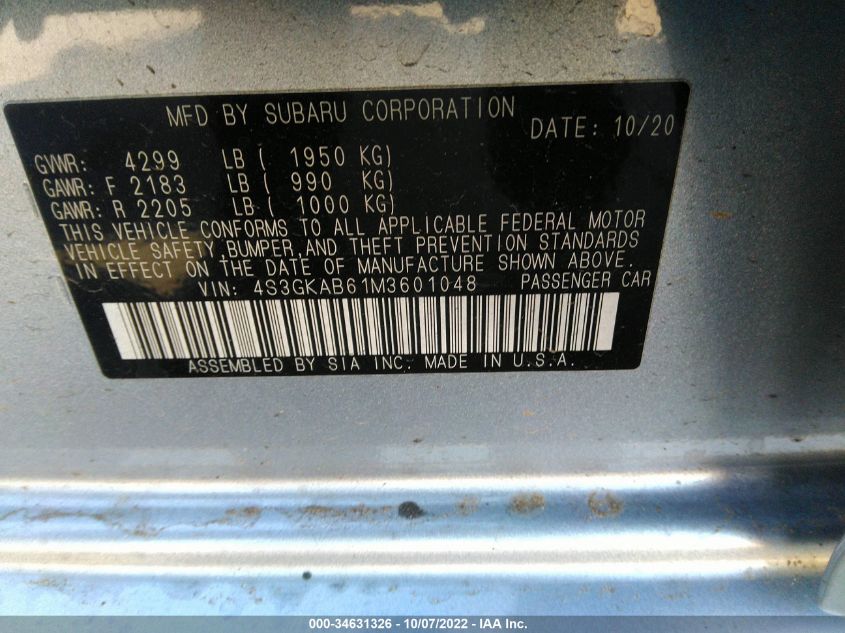 MFD BY SUBARU CORPORATION
DATE: 10/20
GVWR: 4299 LB ( 1950 KG)
GAWR: F 2183 LB ( 990 KG)
GAWR: R 2205 LB ( 1000 KG)
THIS VEHICLE CONFORMS TO ALL APPLICABLE FEDERAL MOTOR
VEHICLE SAFETY,BUMPER,AND THEFT PREVENTION STANDARDS
IN EFFECT ON THE DATE OF MANUFACTURE SHOWN ABOVE.
VIN: 4S3GKAB61M3601048 PASSENGER CAR
ASSEMBLED BY SIA INC. MADE IN U.S.A.
000-34631326 - 10/07/2022 - IAA Inc.